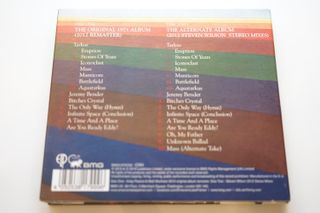 THE ORIGINAL 1971 ALBUM
(2012 REMASTER)
Tarkus
Eruption
Stones Of Years
Iconoclast
Mass
Manticore
Battlefield
Aquatarkus
Jeremy Bender
Bitches Crystal
The Only Way (Hymn)
Infinite Space (Conclusion)
A Time And A Place
Are You Ready Eddy?
THE ALTERNATE ALBUM
(2012 STEVEN WILSON STEREO MIXES)
Tarkus
Eruption
Stones Of Years
Iconoclast
Mass
Manticore
Battlefield
Aquatarkus
Jeremy Bender
Bitches Crystal
The Only Way (Hymn)
Infinite Space (Conclusion)
A Time And A Place
Are You Ready Eddy?
Oh, My Father
Unknown Ballad
Mass (Alternate Take)
BMG